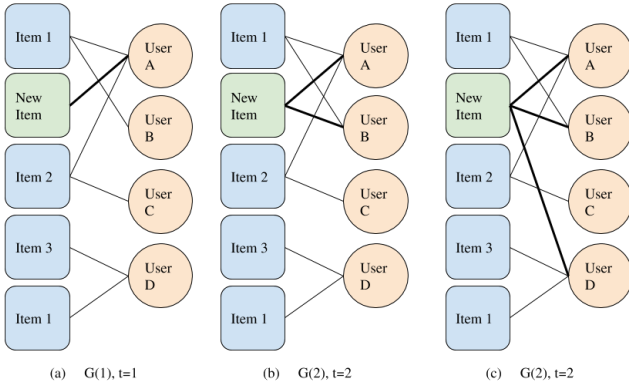 Item 1
New
Item
Item 2
Item 3
Item 1
User
A
User
B
User
C
User
D
(a) G(1), t=1
Item 1
New
Item
Item 2
Item 3
Item 1
User
A
User
B
User
C
User
D
(b) G(2), t=2
Item 1
New
Item
Item 2
Item 3
Item 1
User
A
User
B
User
C
User
D
(c) G(2), t=2